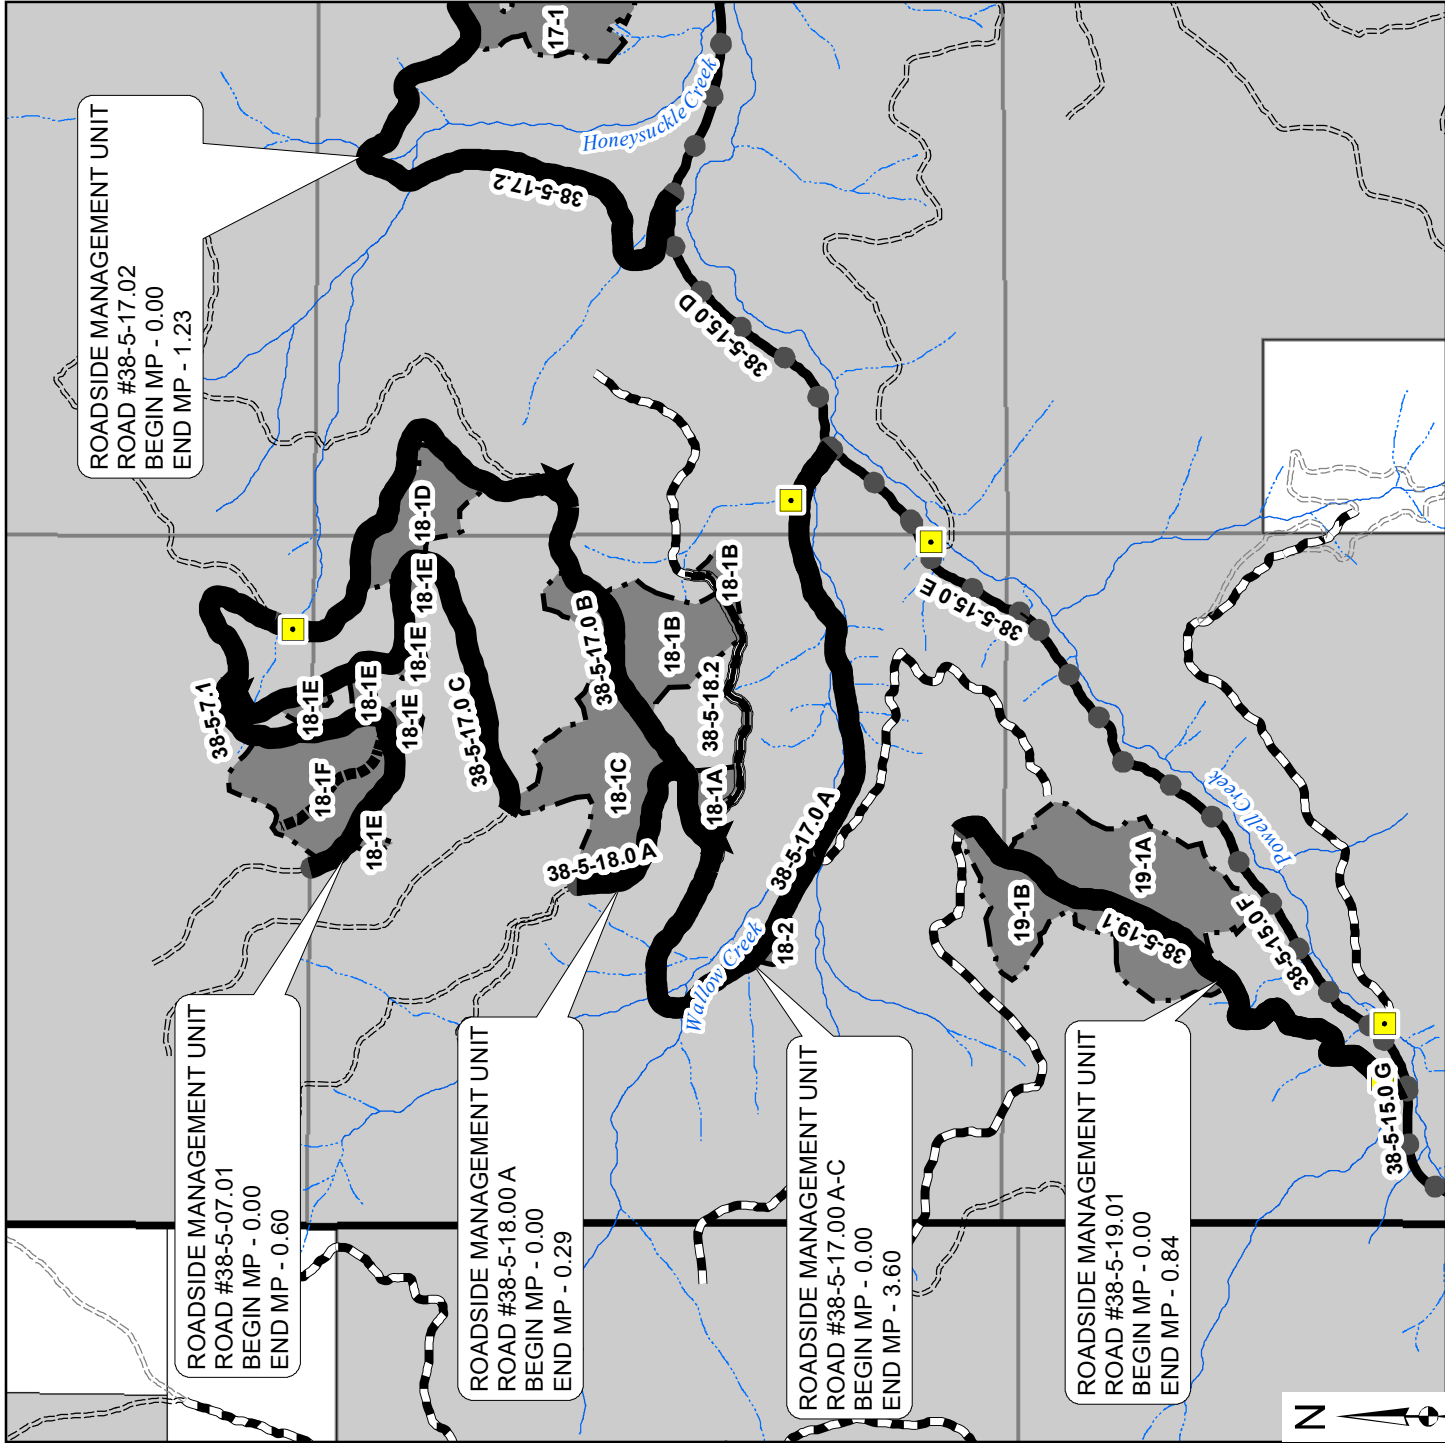 ROADSIDE MANAGEMENT UNIT
ROAD #38-5-07.01
BEGIN MP - 0.00
END MP - 0.60
ROADSIDE MANAGEMENT UNIT
ROAD #38-5-17.02
BEGIN MP - 0.00
END MP - 1.23
ROADSIDE MANAGEMENT UNIT
ROAD #38-5-18.00 A
BEGIN MP - 0.00
END MP - 0.29
ROADSIDE MANAGEMENT UNIT
ROAD #38-5-17.00 A-C
BEGIN MP - 0.00
END MP - 3.60
ROADSIDE MANAGEMENT UNIT
ROAD #38-5-19.01
BEGIN MP - 0.00
END MP - 0.84
17-1
Honeysuckle Creek
38-5-17.2
38-5-15.0 D
38-5-7.1
18-1D
18-1E
18-1E
18-1E
18-1E
18-1E
18-1E
18-1F
38-5-17.0 C
38-5-17.0 B
18-1B
18-1B
38-5-18.2
18-1C
18-1A
38-5-18.0 A
38-5-17.0 A
18-2
Wallow Creek
38-5-15.0 E
Powell Creek
19-1B
19-1A
38-5-19.1
38-5-15.0 F
38-5-15.0 G
N